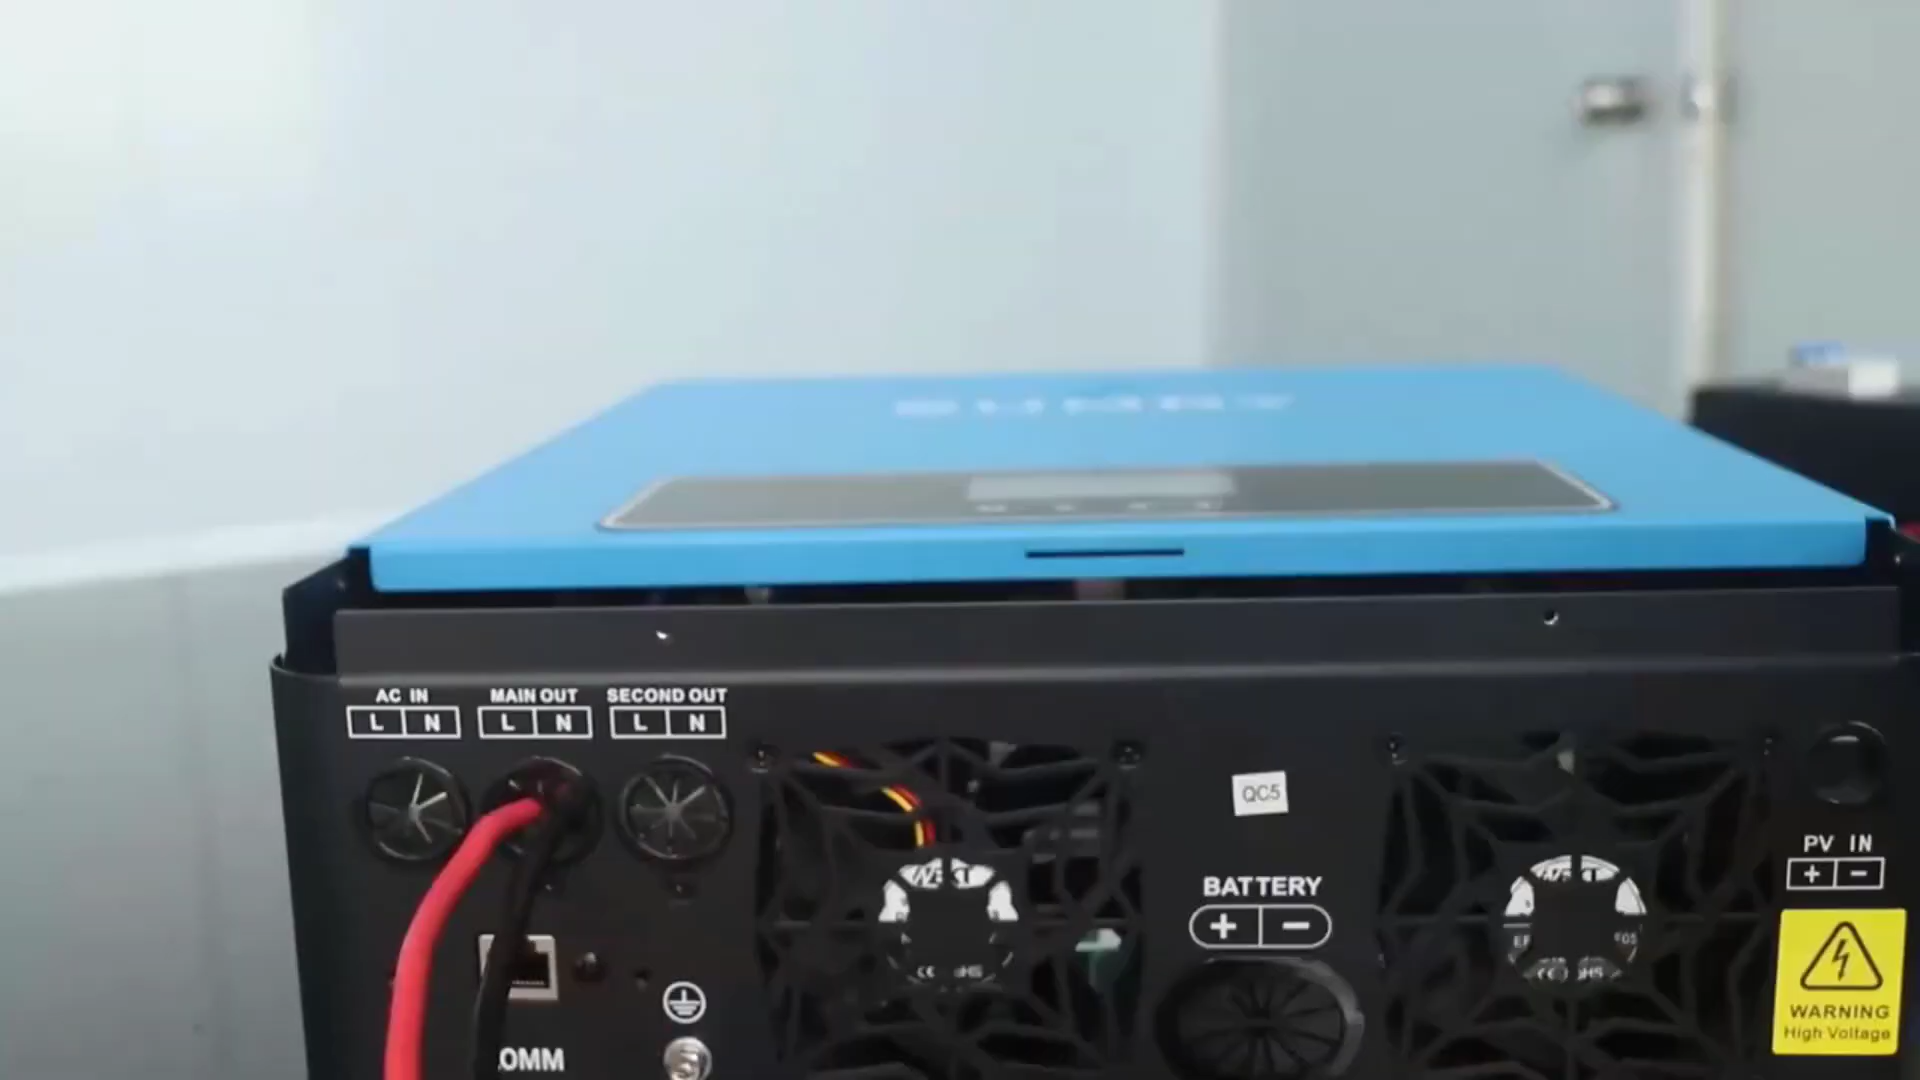 AC IN
L N
MAIN OUT
L N
SECOND OUT
L N
QC5
BATTERY
+ −
PV IN
+ −
WARNING
High Voltage
OMM